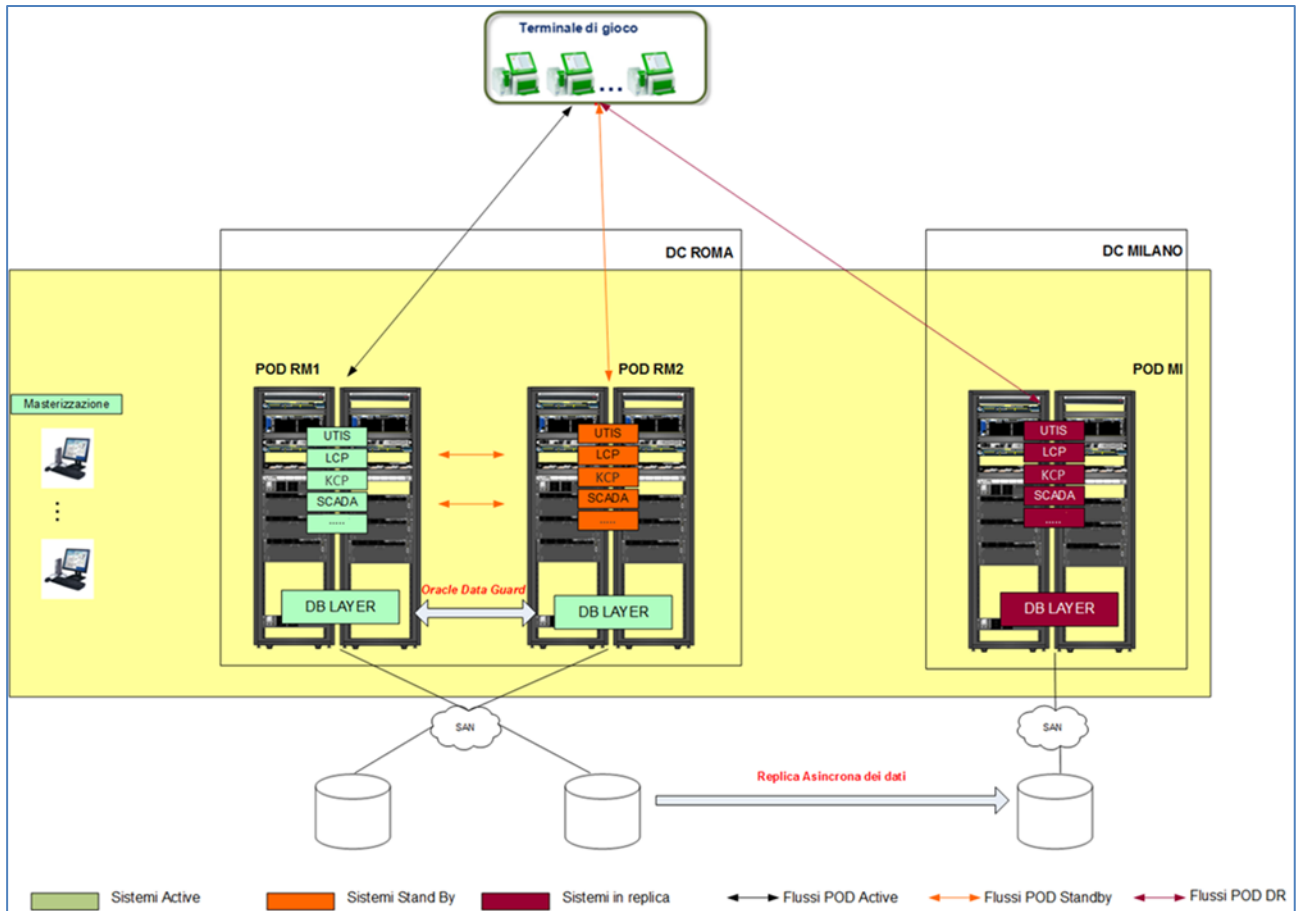 Terminale di gioco
...
DC ROMA
DC MILANO
POD RM1
POD RM2
POD MI
Masterizzazione
UTIS
LCP
KCP
SCADA
.....
UTIS
LCP
KCP
SCADA
.....
UTIS
LCP
KCP
SCADA
.....
Oracle Data Guard
DB LAYER
DB LAYER
DB LAYER
SAN
SAN
Replica Asincrona dei dati
Sistemi Active
Sistemi Stand By
Sistemi in replica
Flussi POD Active
Flussi POD Standby
Flussi POD DR